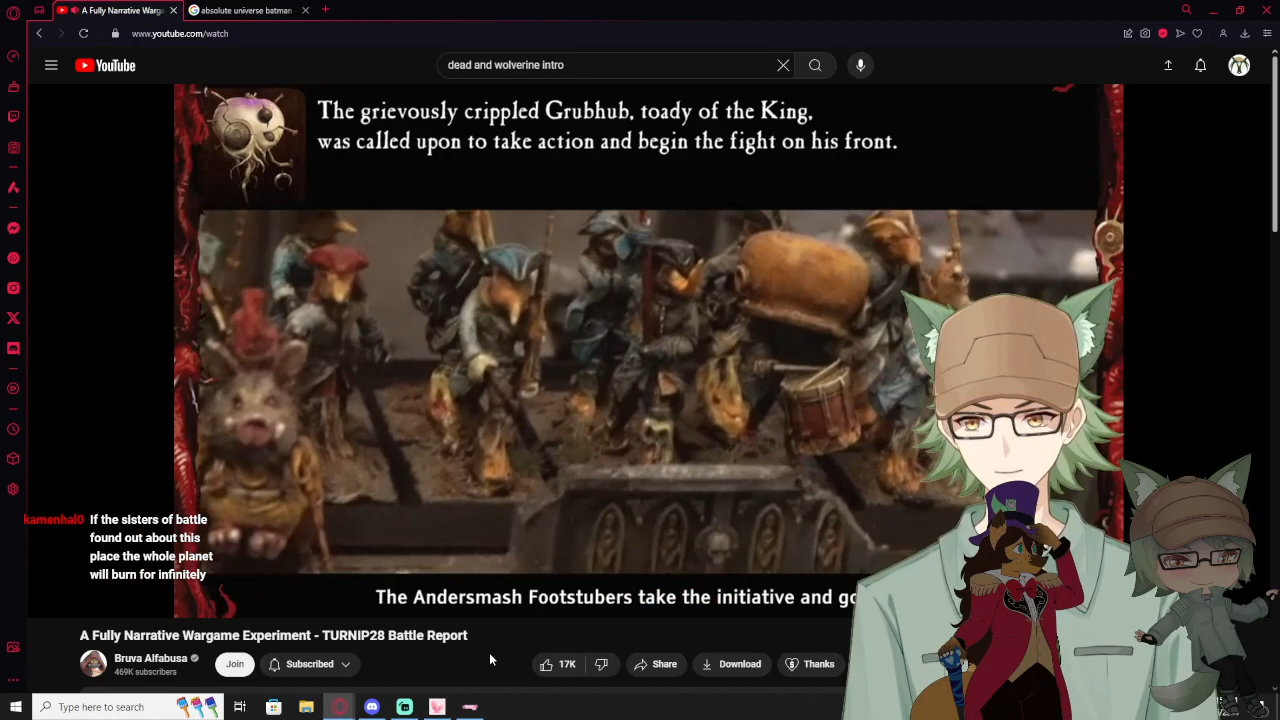 A Fully Narrative Warga
absolute universe batman
www.youtube.com/watch
YouTube
dead and wolverine intro
The grievously crippled Grubhub, toady of the King,
was called upon to take action and begin the fight on his front.
kamenhal0 If the sisters of battle
found out about this
place the whole planet
will burn for infinitely
The Andersmash Footstubers take the initiative and go
A Fully Narrative Wargame Experiment - TURNIP28 Battle Report
Bruva Alfabusa
469K subscribers
Join
Subscribed
17K
Share
Download
Thanks
Type here to search